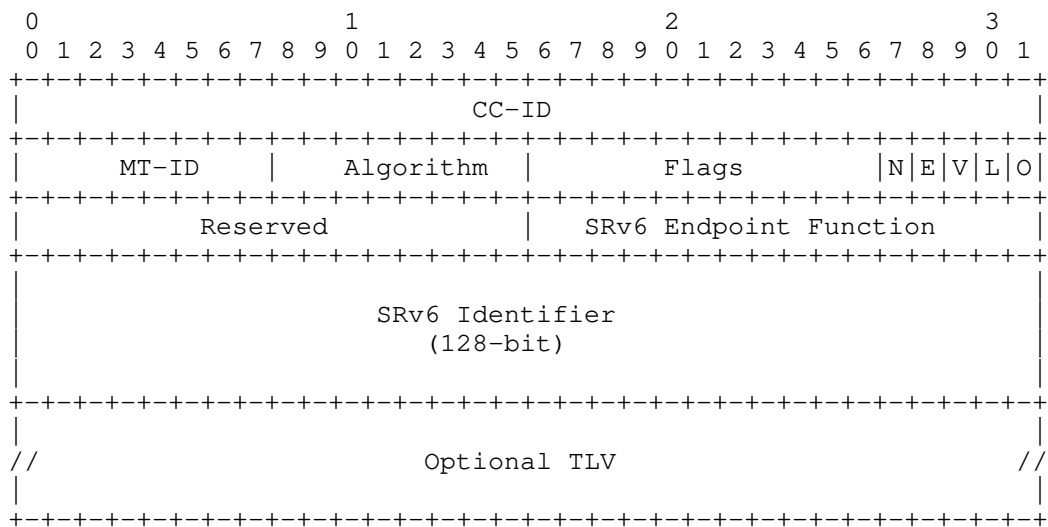 0                   1                   2                   3
 0 1 2 3 4 5 6 7 8 9 0 1 2 3 4 5 6 7 8 9 0 1 2 3 4 5 6 7 8 9 0 1
+-+-+-+-+-+-+-+-+-+-+-+-+-+-+-+-+-+-+-+-+-+-+-+-+-+-+-+-+-+-+-+-+
|                            CC-ID                              |
+-+-+-+-+-+-+-+-+-+-+-+-+-+-+-+-+-+-+-+-+-+-+-+-+-+-+-+-+-+-+-+-+
|      MT-ID    |    Algorithm  |        Flags        |N|E|V|L|O|
+-+-+-+-+-+-+-+-+-+-+-+-+-+-+-+-+-+-+-+-+-+-+-+-+-+-+-+-+-+-+-+-+
|           Reserved            |   SRv6 Endpoint Function      |
+-+-+-+-+-+-+-+-+-+-+-+-+-+-+-+-+-+-+-+-+-+-+-+-+-+-+-+-+-+-+-+-+
|                                                               |
|                      SRv6 Identifier                          |
|                         (128-bit)                             |
|                                                               |
+-+-+-+-+-+-+-+-+-+-+-+-+-+-+-+-+-+-+-+-+-+-+-+-+-+-+-+-+-+-+-+-+
|                                                               |
//                        Optional TLV                         //
|                                                               |
+-+-+-+-+-+-+-+-+-+-+-+-+-+-+-+-+-+-+-+-+-+-+-+-+-+-+-+-+-+-+-+-+